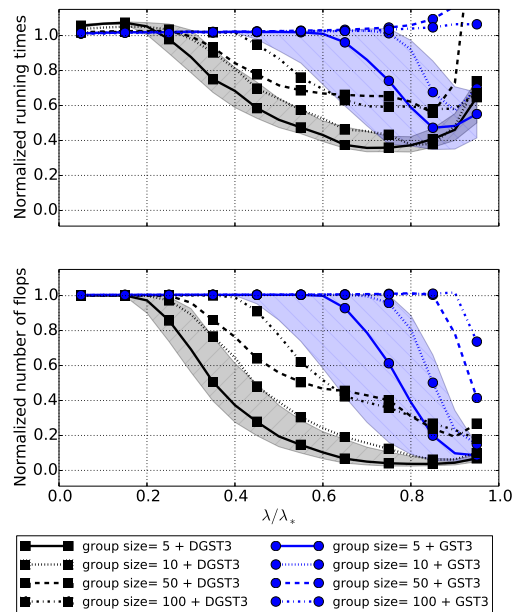 Normalized running times
1.0
0.8
0.6
0.4
0.2
0.0
Normalized number of flops
1.0
0.8
0.6
0.4
0.2
0.0
0.0 0.2 0.4 0.6 0.8 1.0
λ/λ*
group size= 5 + DGST3
group size= 10 + DGST3
group size= 50 + DGST3
group size= 100 + DGST3
group size= 5 + GST3
group size= 10 + GST3
group size= 50 + GST3
group size= 100 + GST3